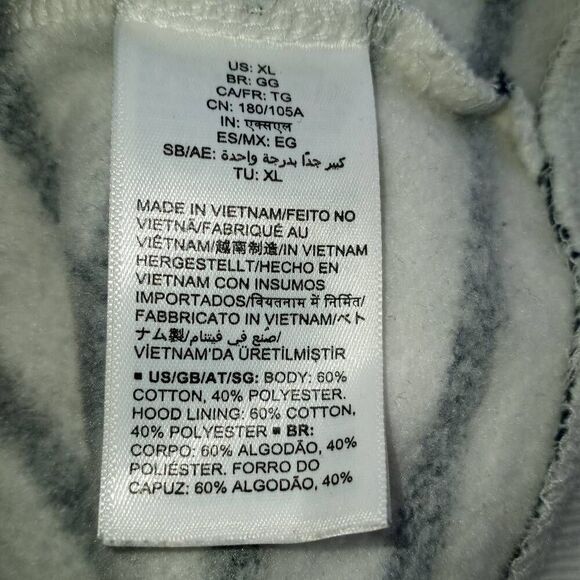 US: XL
BR: GG
CA/FR: TG
CN: 180/105A
IN: एक्सएल
ES/MX: EG
SB/AE: كبير جدًا بدرجة واحدة
TU: XL
MADE IN VIETNAM/FEITO NO
VIETNÃ/FABRIQUÉ AU
VIÊTNAM/越南制造/IN VIETNAM
HERGESTELLT/HECHO EN
VIETNAM CON INSUMOS
IMPORTADOS/वियतनाम में निर्मित/
FABBRICATO IN VIETNAM/ベト
ナム製/صُنع في فيتنام/
VİETNAM'DA ÜRETİLMİŞTİR
■ US/GB/AT/SG: BODY: 60%
COTTON, 40% POLYESTER.
HOOD LINING: 60% COTTON,
40% POLYESTER ■ BR:
CORPO: 60% ALGODÃO, 40%
POLIÉSTER. FORRO DO
CAPUZ: 60% ALGODÃO, 40%